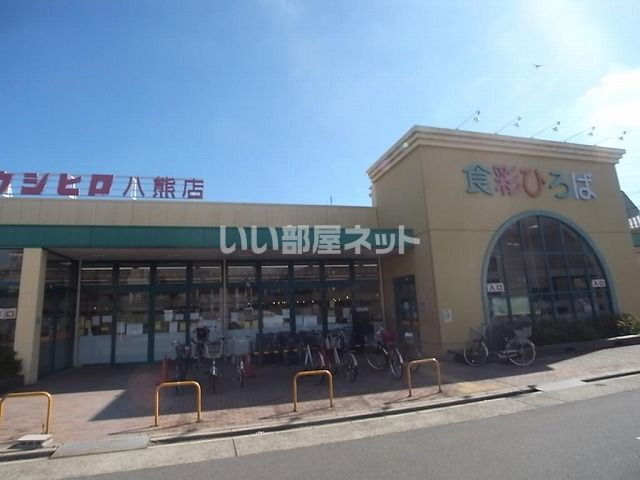 ウシヒロ八熊店
食彩ひろば
いい部屋ネット
入口
入口